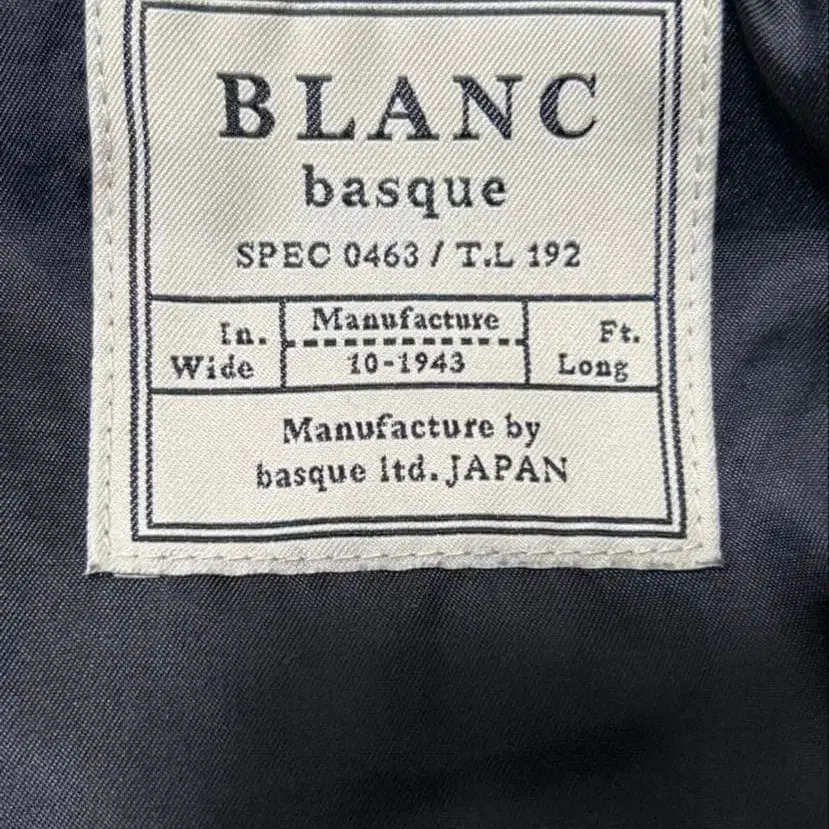 BLANC
basque
SPEC 0463 / T.L 192
In. Wide
Manufacture
10-1943
Ft. Long
Manufacture by
basque ltd. JAPAN